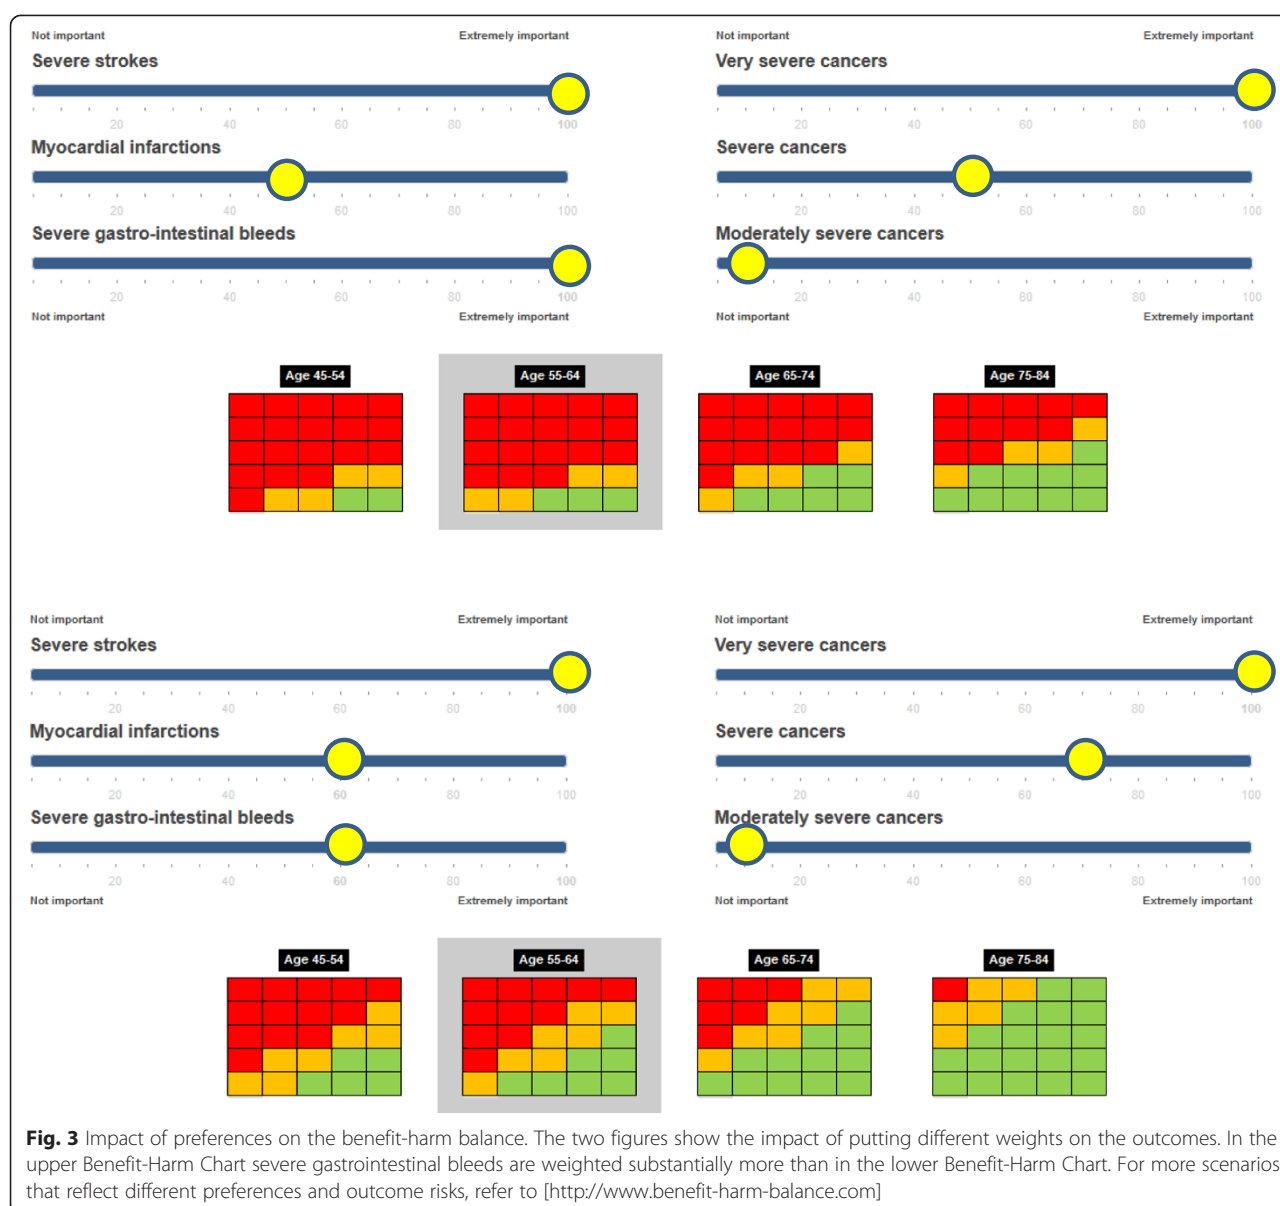 Not important Extremely important
Severe strokes
20 40 60 80 100
Myocardial infarctions
20 40 60 80 100
Severe gastro-intestinal bleeds
20 40 60 80 100
Not important Extremely important
Not important Extremely important
Very severe cancers
20 40 60 80 100
Severe cancers
20 40 60 80 100
Moderately severe cancers
20 40 60 80 100
Not important Extremely important
Age 45-54 Age 55-64 Age 65-74 Age 75-84
Not important Extremely important
Severe strokes
20 40 60 80 100
Myocardial infarctions
20 40 60 80 100
Severe gastro-intestinal bleeds
20 40 60 80 100
Not important Extremely important
Not important Extremely important
Very severe cancers
20 40 60 80 100
Severe cancers
20 40 60 80 100
Moderately severe cancers
20 40 60 80 100
Not important Extremely important
Age 45-54 Age 55-64 Age 65-74 Age 75-84
Fig. 3 Impact of preferences on the benefit-harm balance. The two figures show the impact of putting different weights on the outcomes. In the
upper Benefit-Harm Chart severe gastrointestinal bleeds are weighted substantially more than in the lower Benefit-Harm Chart. For more scenarios
that reflect different preferences and outcome risks, refer to [http://www.benefit-harm-balance.com]